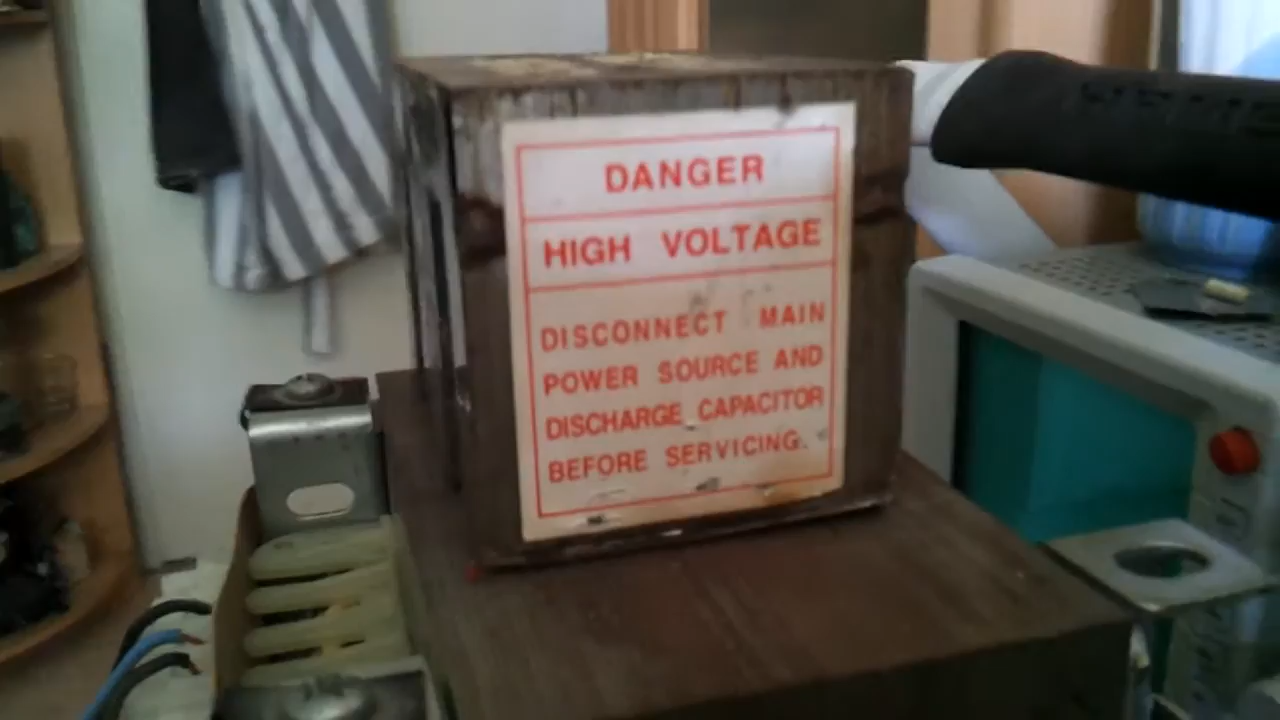 DANGER
HIGH VOLTAGE
DISCONNECT MAIN
POWER SOURCE AND
DISCHARGE CAPACITOR
BEFORE SERVICING.